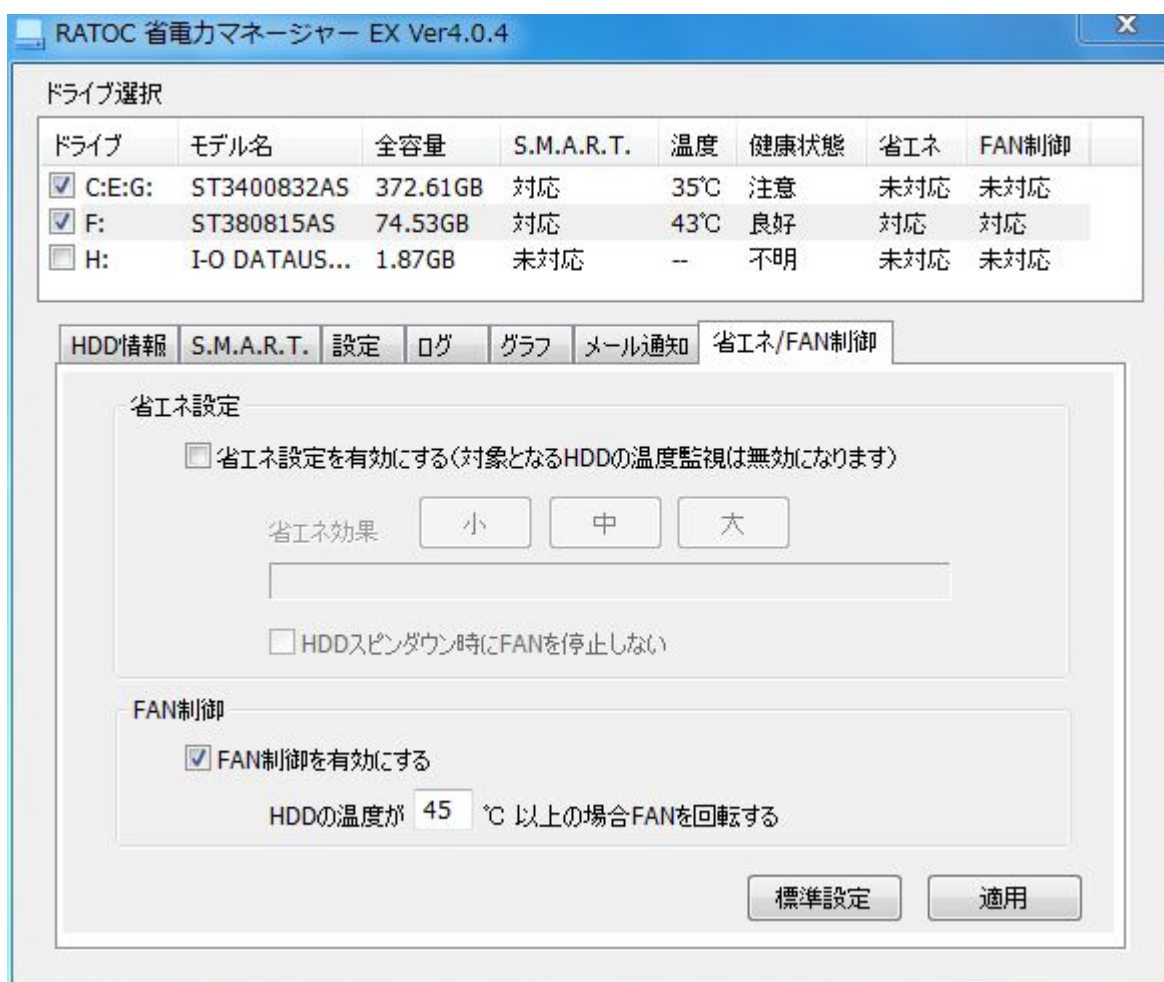 RATOC 省電力マネージャー EX Ver4.0.4
ドライブ選択
ドライブ モデル名 全容量 S.M.A.R.T. 温度 健康状態 省エネ FAN制御
C:E:G: ST3400832AS 372.61GB 対応 35℃ 注意 未対応 未対応
F: ST380815AS 74.53GB 対応 43℃ 良好 対応 対応
H: I-O DATAUS... 1.87GB 未対応 -- 不明 未対応 未対応
HDD情報 S.M.A.R.T. 設定 ログ グラフ メール通知 省エネ/FAN制御
省エネ設定
省エネ設定を有効にする(対象となるHDDの温度監視は無効になります)
省エネ効果 小 中 大
HDDスピンダウン時にFANを停止しない
FAN制御
FAN制御を有効にする
HDDの温度が 45 ℃ 以上の場合FANを回転する
標準設定 適用